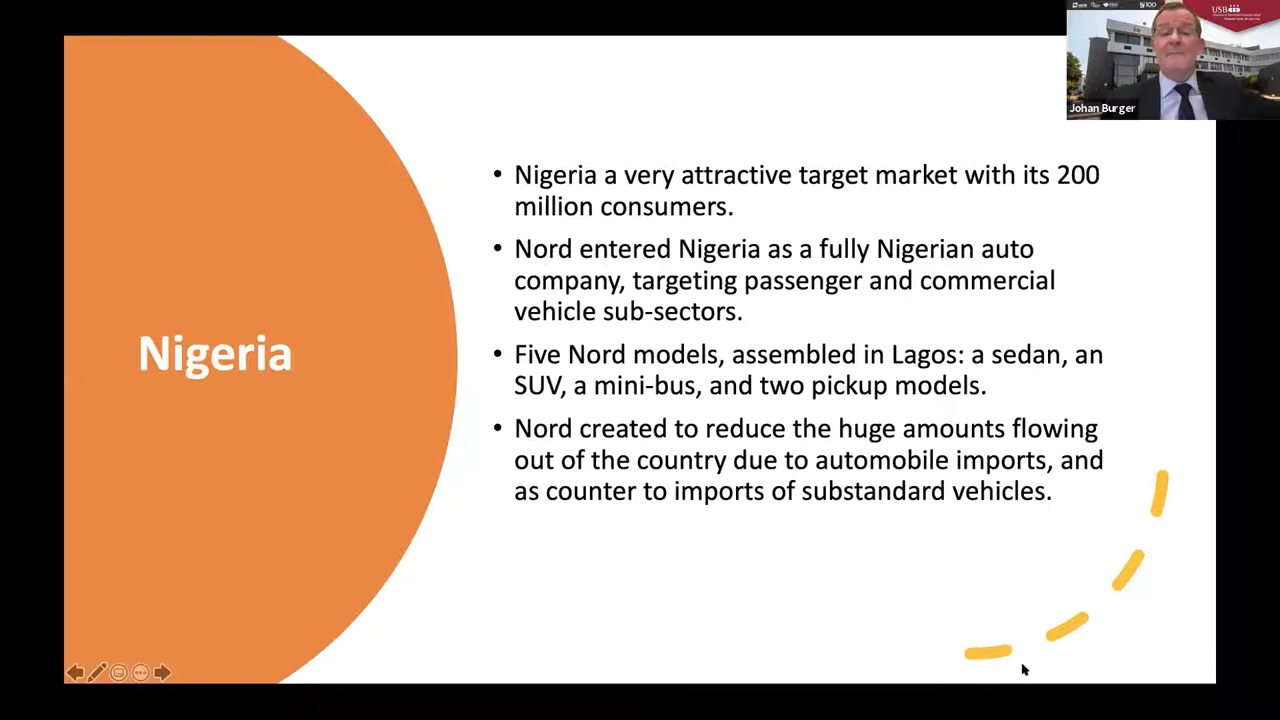 USB
Johan Burger
Nigeria
• Nigeria a very attractive target market with its 200
million consumers.
• Nord entered Nigeria as a fully Nigerian auto
company, targeting passenger and commercial
vehicle sub-sectors.
• Five Nord models, assembled in Lagos: a sedan, an
SUV, a mini-bus, and two pickup models.
• Nord created to reduce the huge amounts flowing
out of the country due to automobile imports, and
as counter to imports of substandard vehicles.